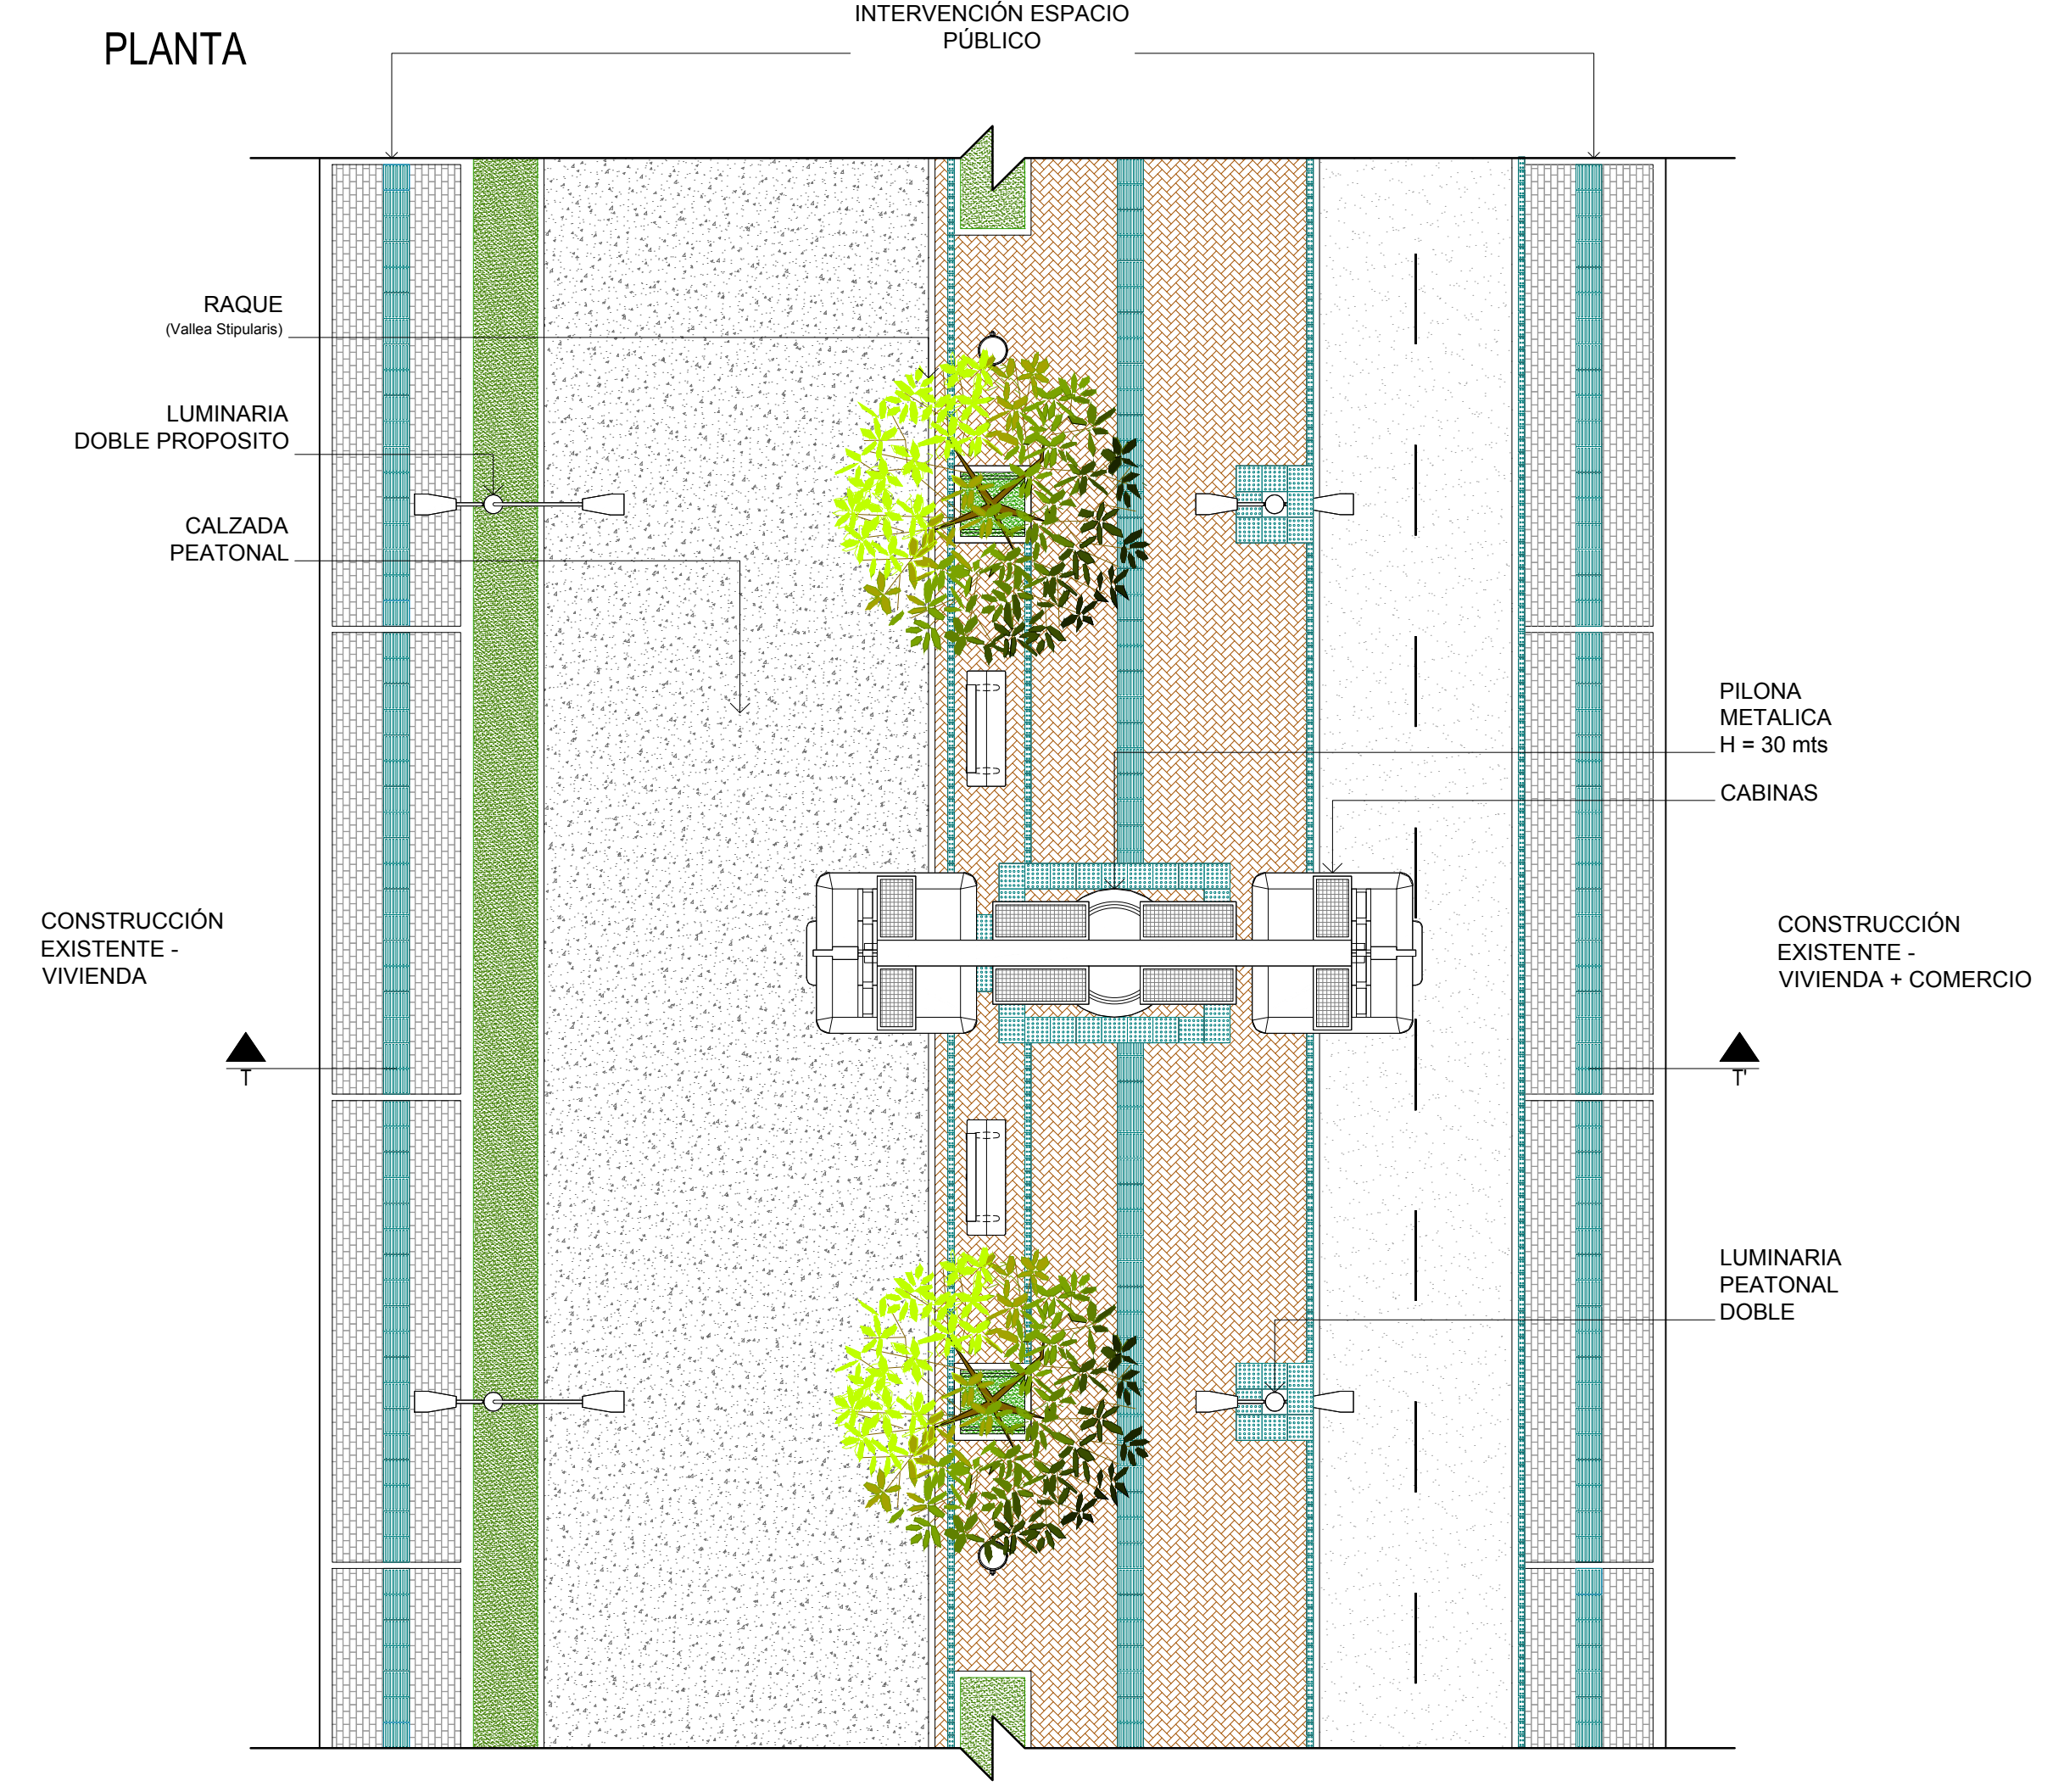 INTERVENCIÓN ESPACIO
PÚBLICO
PLANTA
RAQUE
(Vallea Stipularis)
LUMINARIA
DOBLE PROPOSITO
CALZADA
PEATONAL
PILONA
METALICA
H = 30 mts
CABINAS
CONSTRUCCIÓN
EXISTENTE -
VIVIENDA
CONSTRUCCIÓN
EXISTENTE -
VIVIENDA + COMERCIO
T
T'
LUMINARIA
PEATONAL
DOBLE